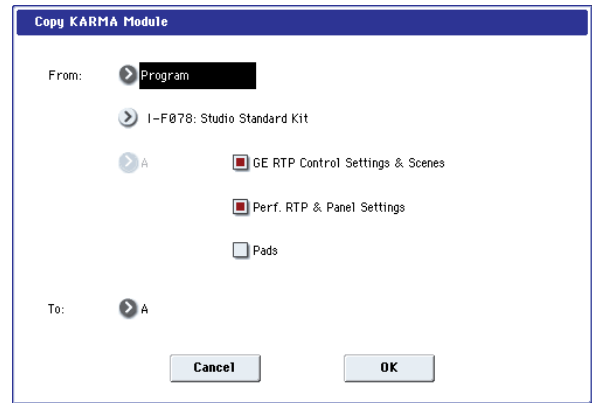 Copy KARMA Module
From: Program
I-F078: Studio Standard Kit
A GE RTP Control Settings & Scenes
Perf. RTP & Panel Settings
Pads
To: A
Cancel OK